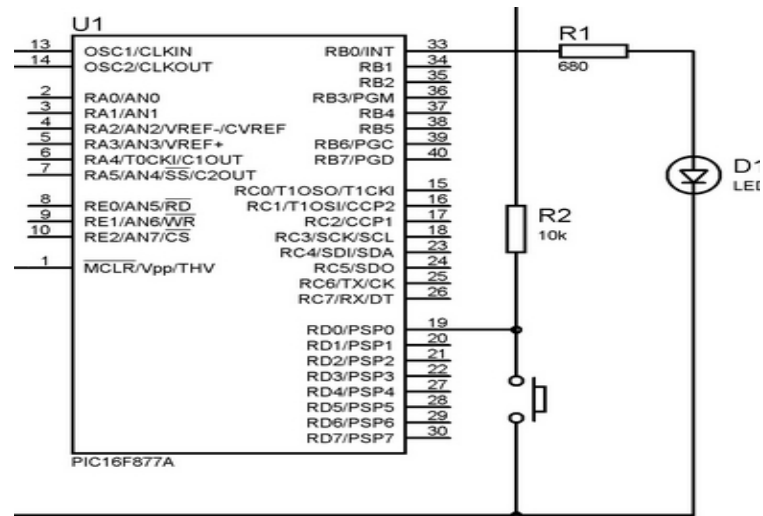 U1
13 OSC1/CLKIN RB0/INT 33
14 OSC2/CLKOUT RB1 34
RB2 35
2 RA0/AN0 RB3/PGM 36
3 RA1/AN1 RB4 37
4 RA2/AN2/VREF-/CVREF RB5 38
5 RA3/AN3/VREF+ RB6/PGC 39
6 RA4/T0CKI/C1OUT RB7/PGD 40
7 RA5/AN4/SS/C2OUT
RC0/T1OSO/T1CKI 15
8 RE0/AN5/RD RC1/T1OSI/CCP2 16
9 RE1/AN6/WR RC2/CCP1 17
10 RE2/AN7/CS RC3/SCK/SCL 18
RC4/SDI/SDA 23
1 MCLR/Vpp/THV RC5/SDO 24
RC6/TX/CK 25
RC7/RX/DT 26
RD0/PSP0 19
RD1/PSP1 20
RD2/PSP2 21
RD3/PSP3 22
RD4/PSP4 27
RD5/PSP5 28
RD6/PSP6 29
RD7/PSP7 30
PIC16F877A
R1
680
D1
LED
R2
10k